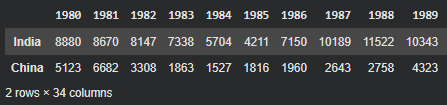 1980 1981 1982 1983 1984 1985 1986 1987 1988 1989
India 8880 8670 8147 7338 5704 4211 7150 10189 11522 10343
China 5123 6682 3308 1863 1527 1816 1960 2643 2758 4323
2 rows × 34 columns